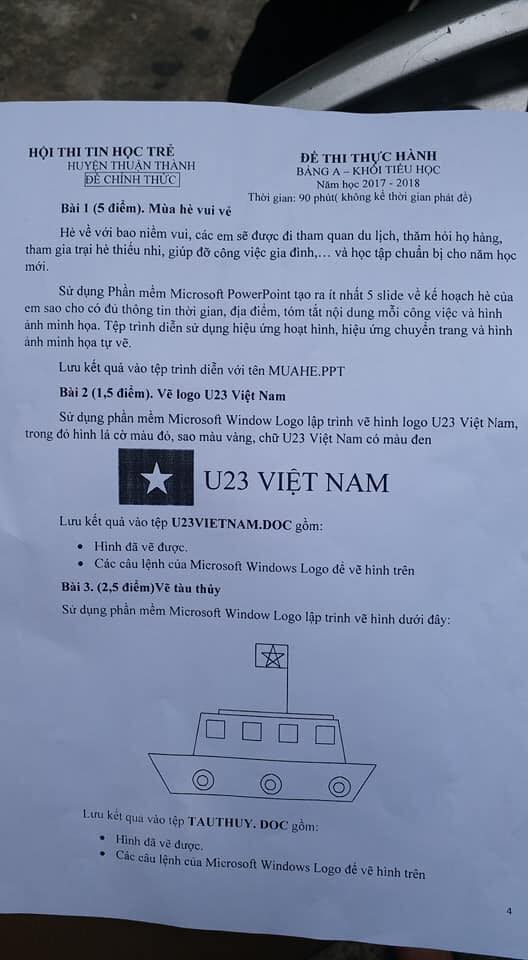 HỘI THI TIN HỌC TRẺ
HUYỆN THUẬN THÀNH
ĐỀ CHÍNH THỨC
ĐỀ THI THỰC HÀNH
BẢNG A – KHỐI TIỂU HỌC
Năm học 2017 - 2018
Thời gian: 90 phút( không kể thời gian phát đề)
Bài 1 (5 điểm). Mùa hè vui vẻ
Hè về với bao niềm vui, các em sẽ được đi tham quan du lịch, thăm hỏi họ hàng,
tham gia trại hè thiếu nhi, giúp đỡ công việc gia đình,... và học tập chuẩn bị cho năm học
mới.
Sử dụng Phần mềm Microsoft PowerPoint tạo ra ít nhất 5 slide về kế hoạch hè của
em sao cho có đủ thông tin thời gian, địa điểm, tóm tắt nội dung mỗi công việc và hình
ảnh minh họa. Tệp trình diễn sử dụng hiệu ứng hoạt hình, hiệu ứng chuyển trang và hình
ảnh minh họa tự vẽ.
Lưu kết quả vào tệp trình diễn với tên MUAHE.PPT
Bài 2 (1,5 điểm). Vẽ logo U23 Việt Nam
Sử dụng phần mềm Microsoft Window Logo lập trình vẽ hình logo U23 Việt Nam,
trong đó hình lá cờ màu đỏ, sao màu vàng, chữ U23 Việt Nam có màu đen
U23 VIỆT NAM
Lưu kết quả vào tệp U23VIETNAM.DOC gồm:
• Hình đã vẽ được.
• Các câu lệnh của Microsoft Windows Logo để vẽ hình trên
Bài 3. (2,5 điểm)Vẽ tàu thủy
Sử dụng phần mềm Microsoft Window Logo lập trình vẽ hình dưới đây:
Lưu kết qua vào tệp TAUTHUY. DOC gồm:
• Hình đã vẽ được.
• Các câu lệnh của Microsoft Windows Logo để vẽ hình trên
4